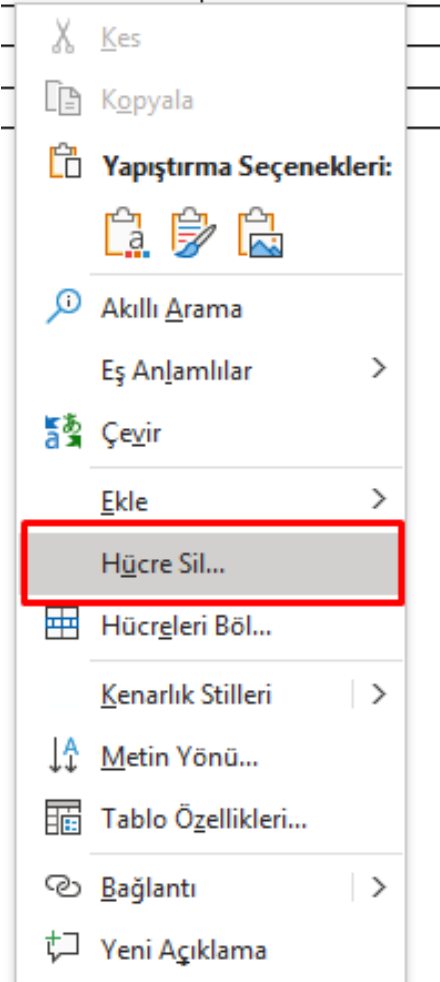 Kes
Kopyala
Yapıştırma Seçenekleri:
Akıllı Arama
Eş Anlamlılar
Çevir
Ekle
Hücre Sil...
Hücreleri Böl...
Kenarlık Stilleri
Metin Yönü...
Tablo Özellikleri...
Bağlantı
Yeni Açıklama